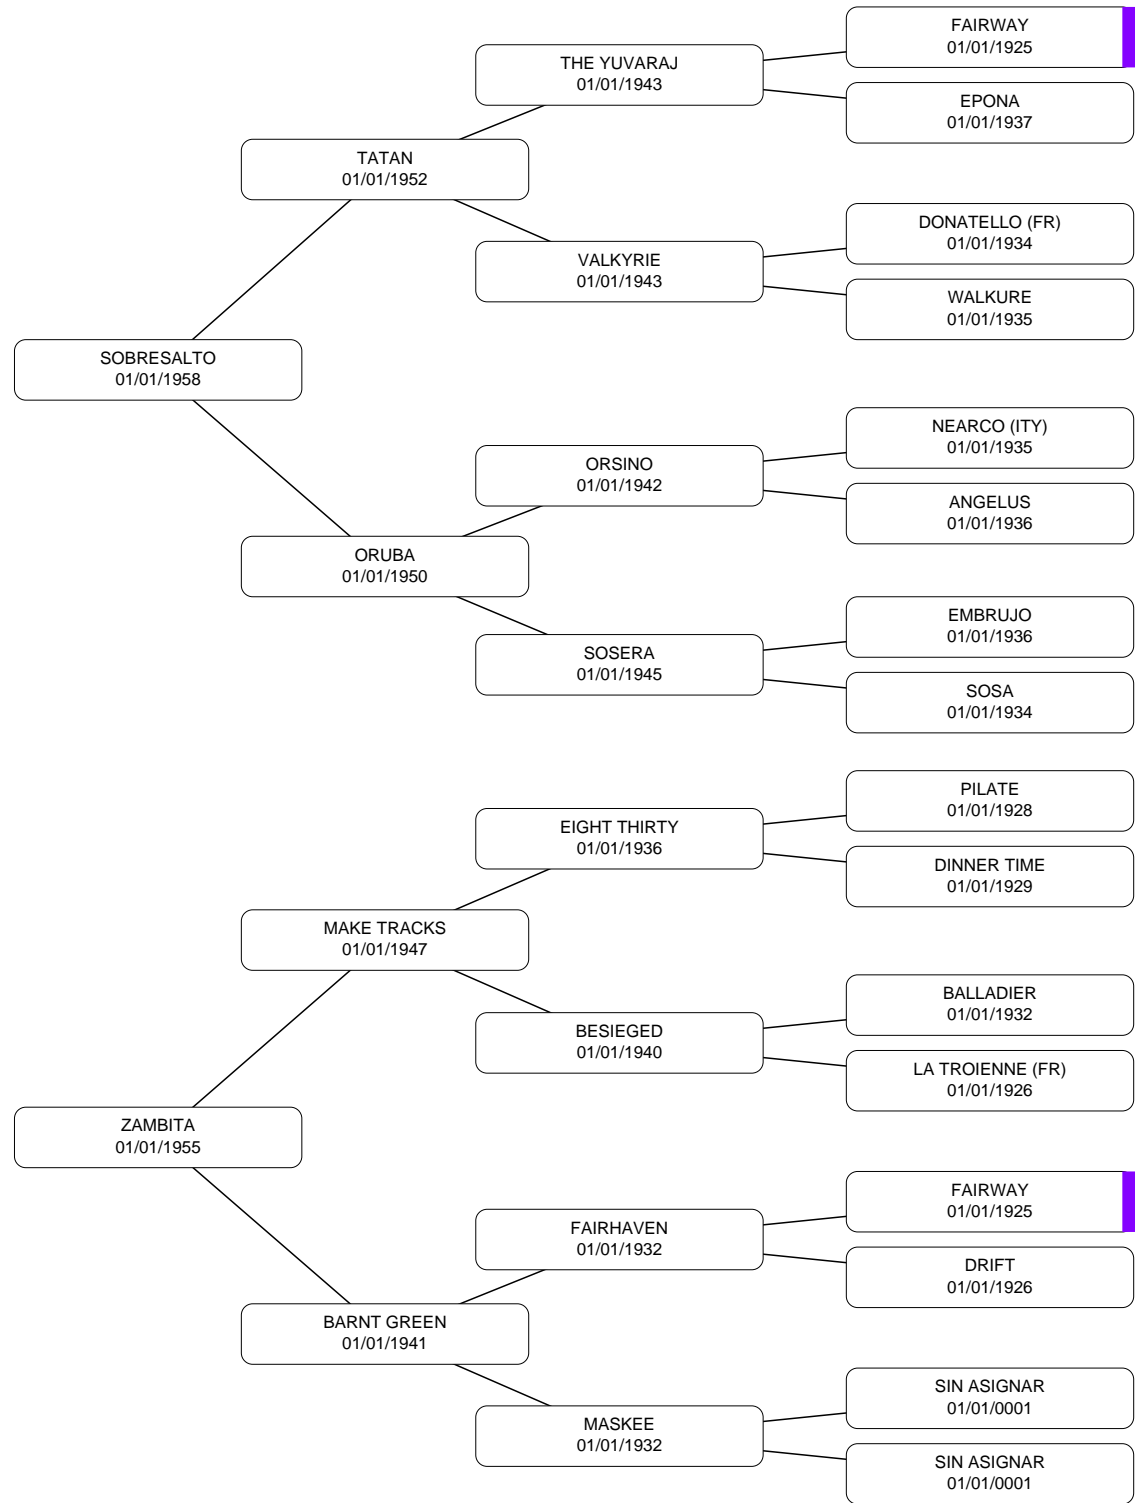 FAIRWAY
01/01/1925
THE YUVARAJ
01/01/1943
EPONA
01/01/1937
TATAN
01/01/1952
DONATELLO (FR)
01/01/1934
VALKYRIE
01/01/1943
WALKURE
01/01/1935
SOBRESALTO
01/01/1958
NEARCO (ITY)
01/01/1935
ORSINO
01/01/1942
ANGELUS
01/01/1936
ORUBA
01/01/1950
EMBRUJO
01/01/1936
SOSERA
01/01/1945
SOSA
01/01/1934
PILATE
01/01/1928
EIGHT THIRTY
01/01/1936
DINNER TIME
01/01/1929
MAKE TRACKS
01/01/1947
BALLADIER
01/01/1932
BESIEGED
01/01/1940
LA TROIENNE (FR)
01/01/1926
ZAMBITA
01/01/1955
FAIRWAY
01/01/1925
FAIRHAVEN
01/01/1932
DRIFT
01/01/1926
BARNT GREEN
01/01/1941
SIN ASIGNAR
01/01/0001
MASKEE
01/01/1932
SIN ASIGNAR
01/01/0001